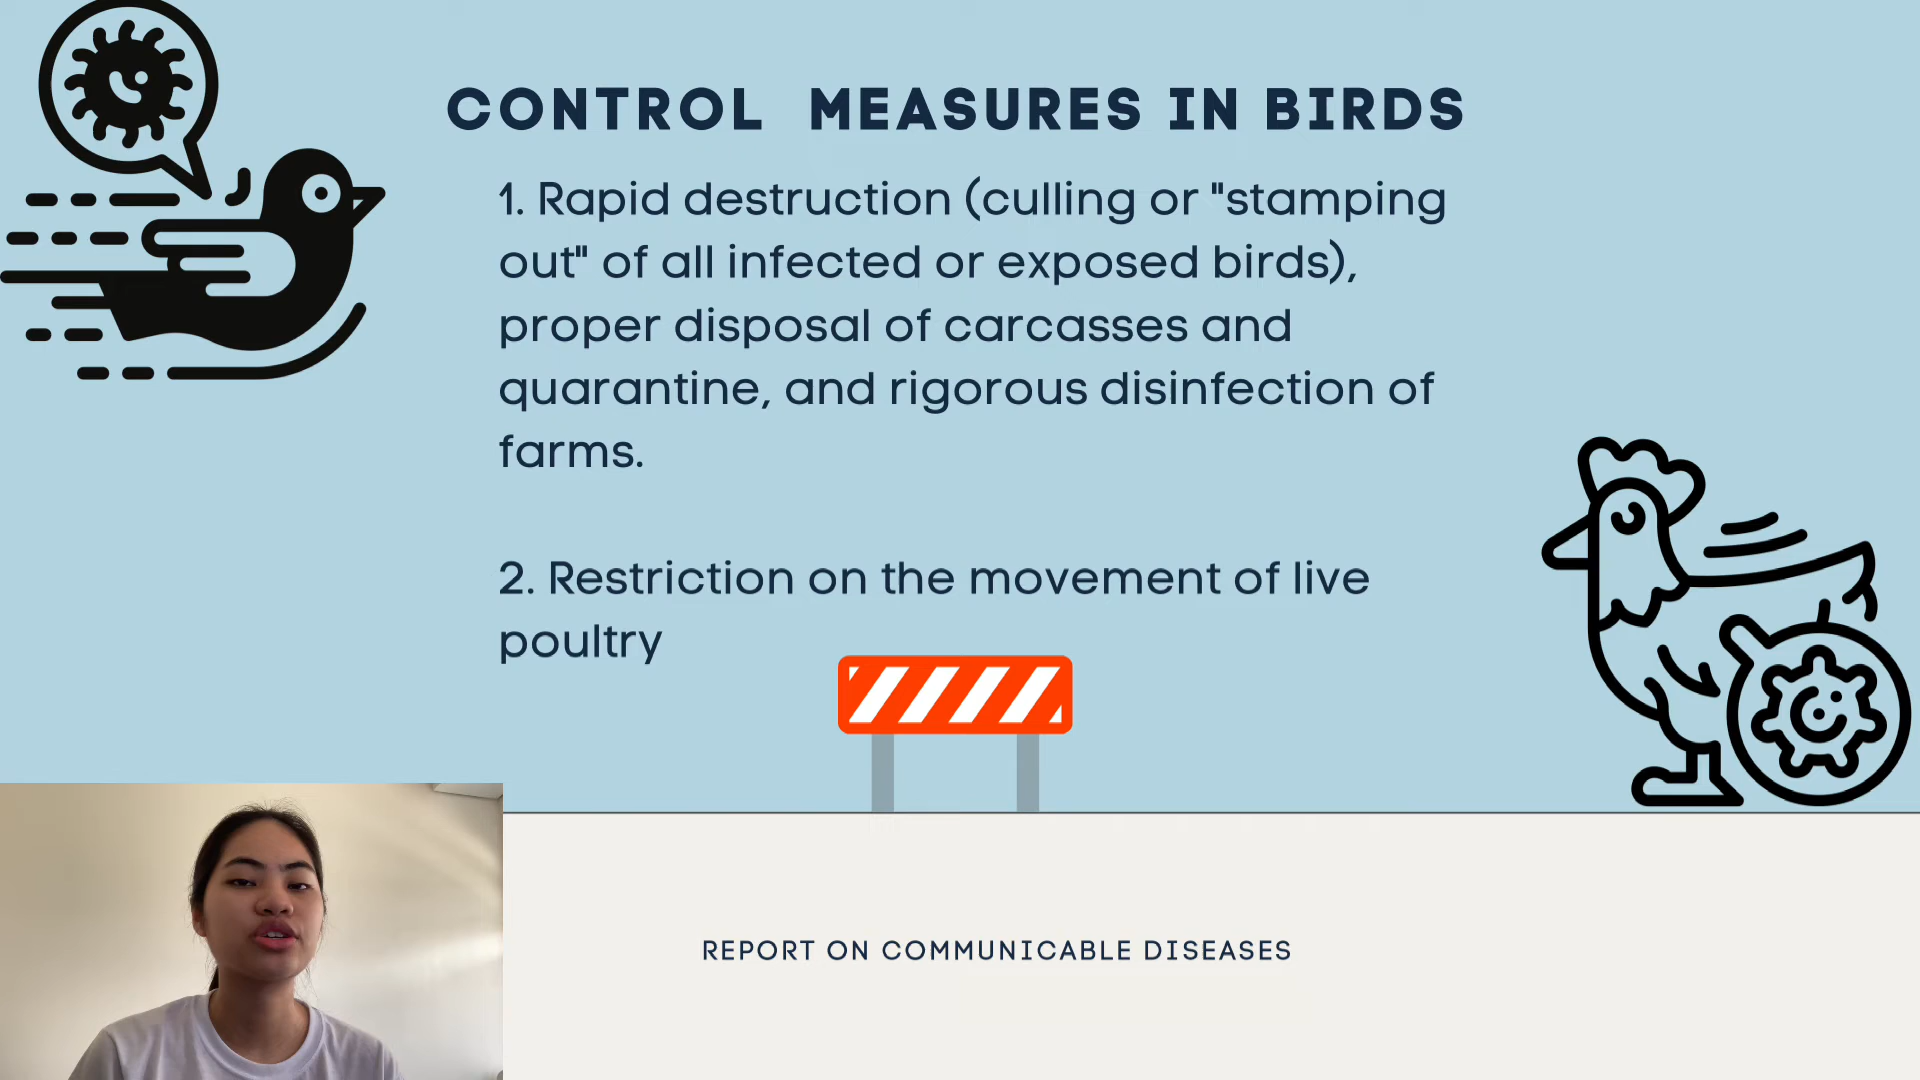 CONTROL MEASURES IN BIRDS
1. Rapid destruction (culling or "stamping
out" of all infected or exposed birds),
proper disposal of carcasses and
quarantine, and rigorous disinfection of
farms.
2. Restriction on the movement of live
poultry
REPORT ON COMMUNICABLE DISEASES